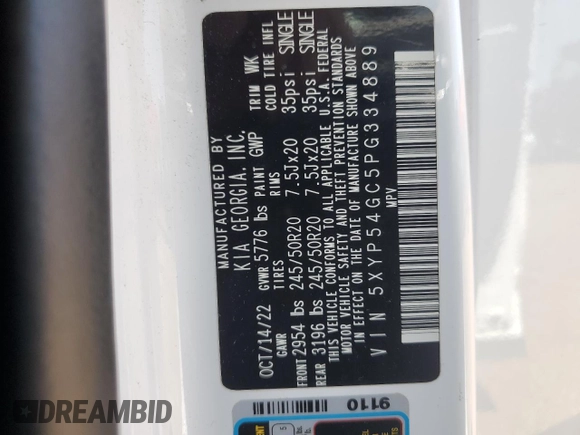 MANUFACTURED BY
KIA GEORGIA, INC.
OCT/14/22 GVWR 5776 lbs PAINT GWP TRIM WK
GAWR TIRES RIMS COLD TIRE INFL
FRONT 2954 lbs 245/50R20 7.5Jx20 35psi SINGLE
REAR 3196 lbs 245/50R20 7.5Jx20 35psi SINGLE
THIS VEHICLE CONFORMS TO ALL APPLICABLE U.S.A. FEDERAL
MOTOR VEHICLE SAFETY AND THEFT PREVENTION STANDARDS
IN EFFECT ON THE DATE OF MANUFACTURE SHOWN ABOVE
VIN 5XYP54GC5PG334889
MPV
9110
DREAMBID